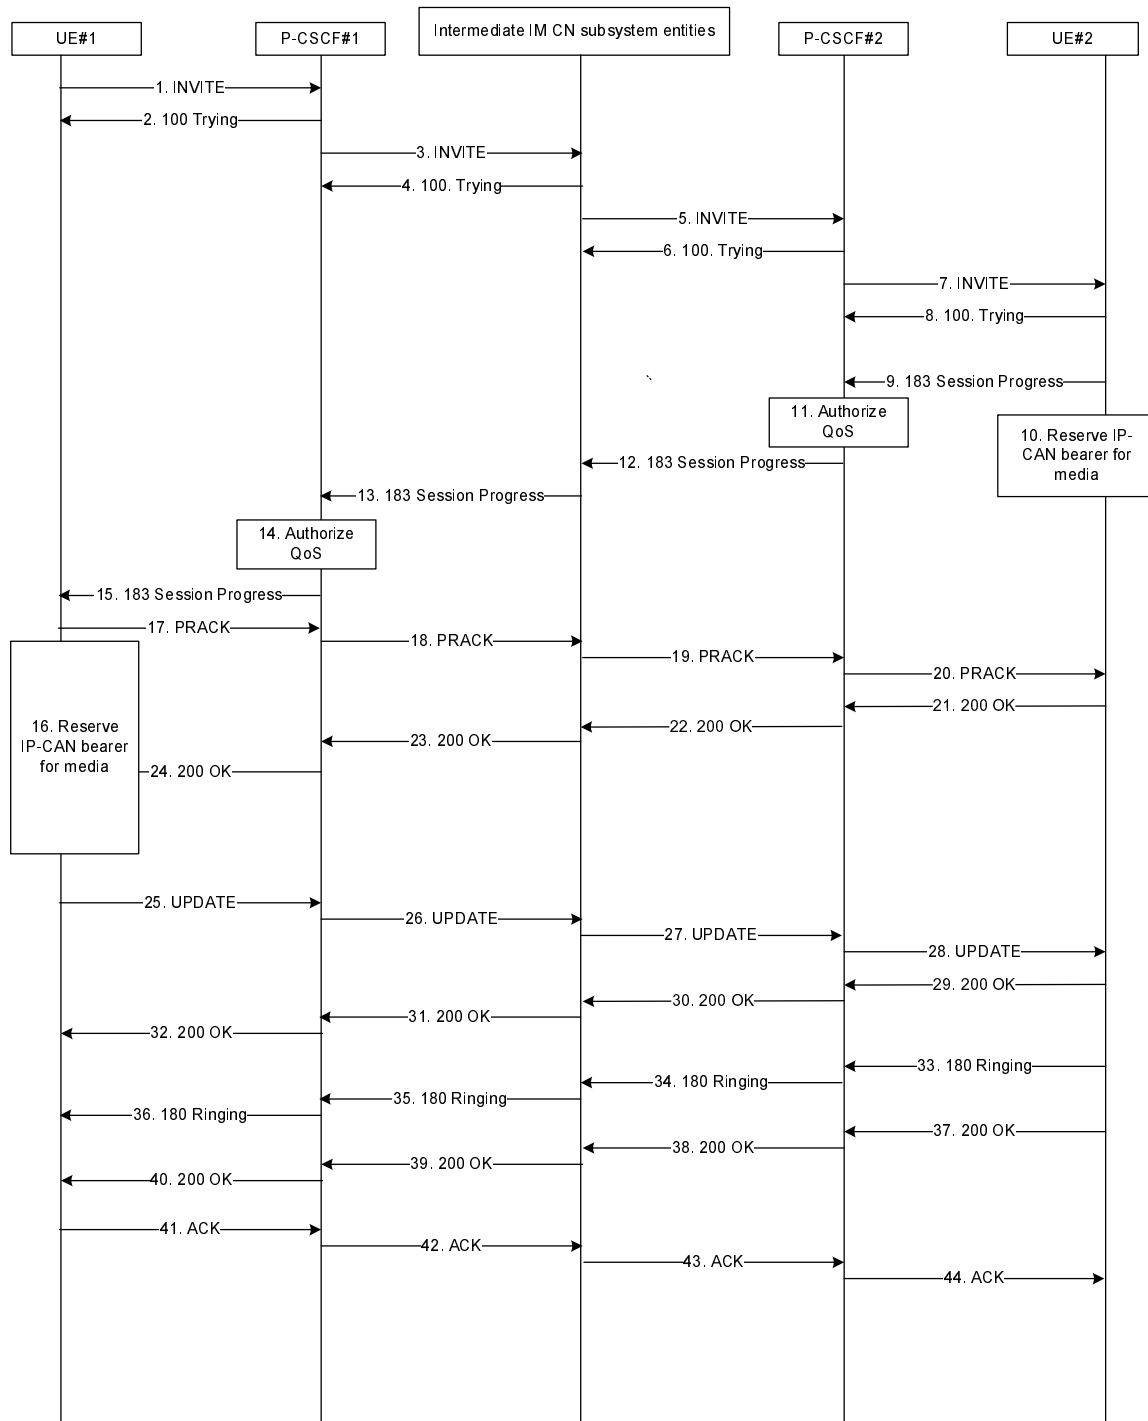 UE#1
P-CSCF#1
Intermediate IM CN subsystem entities
P-CSCF#2
UE#2
1. INVITE
2. 100 Trying
3. INVITE
4. 100. Trying
5. INVITE
6. 100. Trying
7. INVITE
8. 100. Trying
9. 183 Session Progress
11. Authorize
QoS
10. Reserve IP-
CAN bearer for
media
12. 183 Session Progress
13. 183 Session Progress
14. Authorize
QoS
15. 183 Session Progress
17. PRACK
18. PRACK
19. PRACK
20. PRACK
21. 200 OK
22. 200 OK
23. 200 OK
16. Reserve
IP-CAN bearer
for media
24. 200 OK
25. UPDATE
26. UPDATE
27. UPDATE
28. UPDATE
29. 200 OK
30. 200 OK
31. 200 OK
32. 200 OK
33. 180 Ringing
34. 180 Ringing
35. 180 Ringing
36. 180 Ringing
37. 200 OK
38. 200 OK
39. 200 OK
40. 200 OK
41. ACK
42. ACK
43. ACK
44. ACK